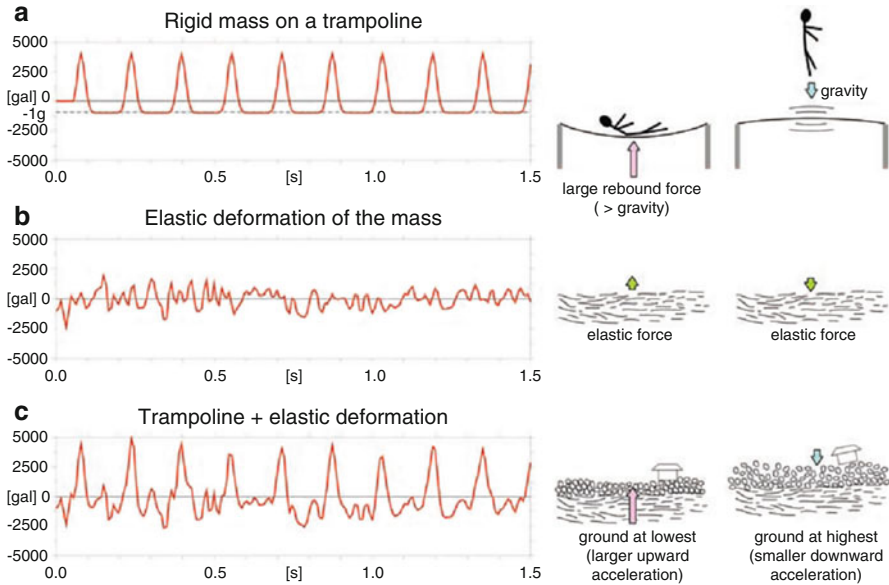 a Rigid mass on a trampoline
5000
2500
[gal] 0
-1g
-2500
-5000
0.0 0.5 [s] 1.0 1.5
gravity
large rebound force
( > gravity)
b Elastic deformation of the mass
5000
2500
[gal] 0
-2500
-5000
0.0 0.5 [s] 1.0 1.5
elastic force
elastic force
c Trampoline + elastic deformation
5000
2500
[gal] 0
-2500
-5000
0.0 0.5 [s] 1.0 1.5
ground at lowest
(larger upward
acceleration)
ground at highest
(smaller downward
acceleration)